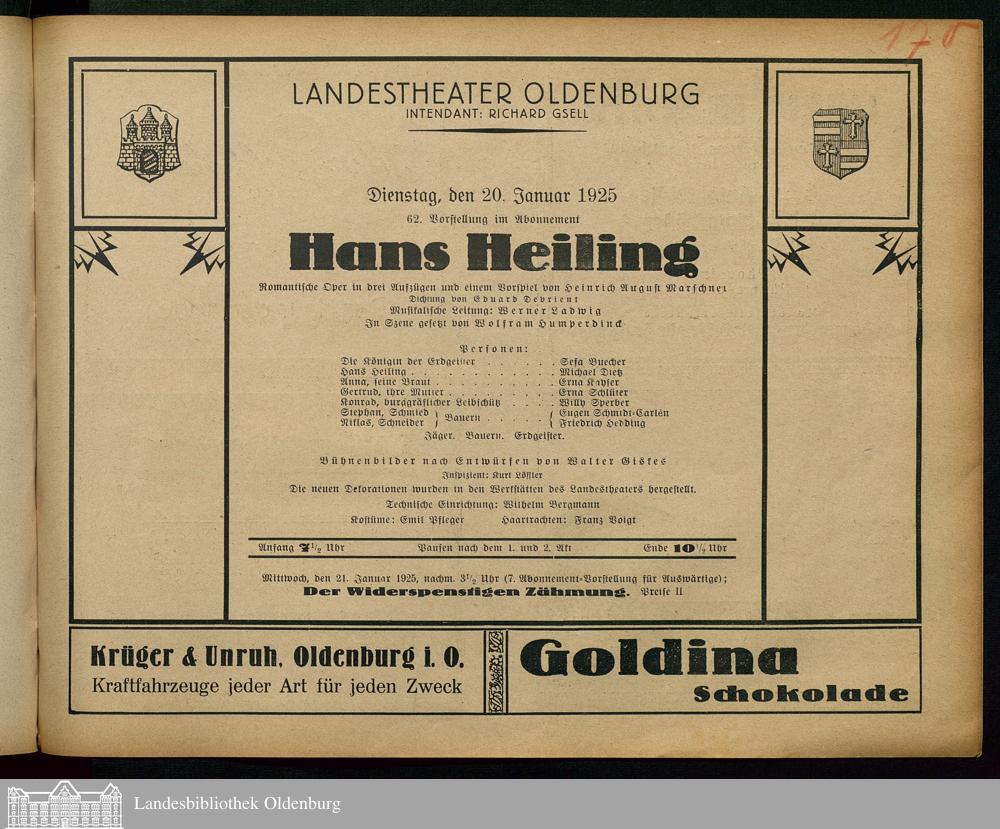 170
LANDESTHEATER OLDENBURG
INTENDANT: RICHARD GSELL
Dienstag, den 20. Januar 1925
62. Vorstellung im Abonnement
Hans Heiling
Romantische Oper in drei Aufzügen und einem Vorspiel von Heinrich August Marschner
Dichtung von Eduard Devrient
Musikalische Leitung: Werner Ladwig
In Szene gesetzt von Wolfram Humperdinck
Personen:
Die Königin der Erdgeister . . . . . . Sefa Buecher
Hans Heiling . . . . . . . . . . . . Michael Dietz
Anna, seine Braut . . . . . . . . . . Erna Kayser
Gertrud, ihre Mutter . . . . . . . . . Erna Schlüter
Konrad, burggräflicher Leibschütz . . . . Willy Sperber
Stephan, Schmied } Bauern . . . . . { Eugen Schmidt-Carlén
Niklas, Schneider } { Friedrich Hedding
Jäger. Bauern. Erdgeister.
Bühnenbilder nach Entwürfen von Walter Giskes
Inspizient: Kurt Löffler
Die neuen Dekorationen wurden in den Werkstätten des Landestheaters hergestellt.
Technische Einrichtung: Wilhelm Bergmann
Kostüme: Emil Pfleger Haartrachten: Franz Voigt
Anfang 7 1/2 Uhr Pausen nach dem 1. und 2. Akt Ende 10 1/2 Uhr
Mittwoch, den 21. Januar 1925, nachm. 3 1/2 Uhr (7. Abonnement-Vorstellung für Auswärtige);
Der Widerspenstigen Zähmung. Preise II
Krüger & Unruh, Oldenburg i. O.
Kraftfahrzeuge jeder Art für jeden Zweck
Goldina
Schokolade
Landesbibliothek Oldenburg